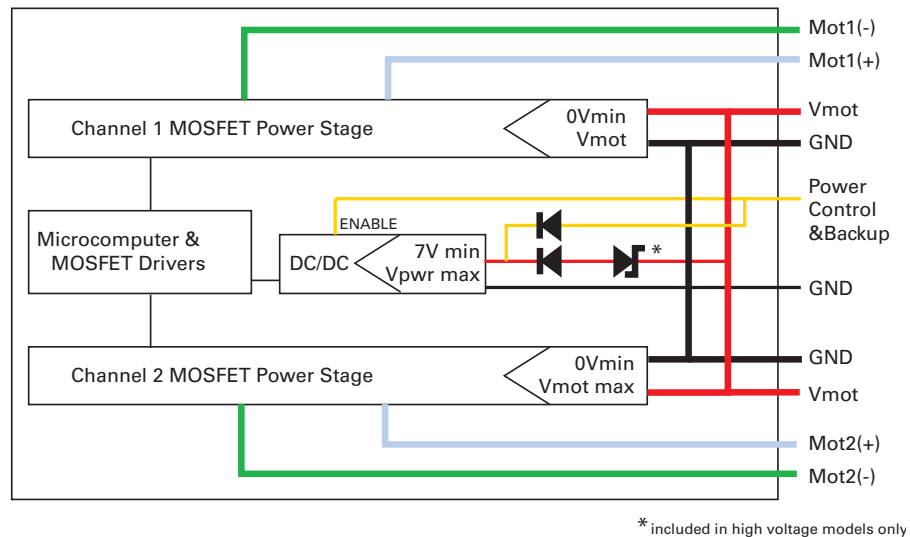 Mot1(-)
Mot1(+)
Channel 1 MOSFET Power Stage
0Vmin
Vmot
Vmot
GND
Power
Control
&Backup
ENABLE
Microcomputer &
MOSFET Drivers
DC/DC
7V min
Vpwr max
*
GND
Channel 2 MOSFET Power Stage
0Vmin
Vmot max
GND
Vmot
Mot2(+)
Mot2(-)
* included in high voltage models only